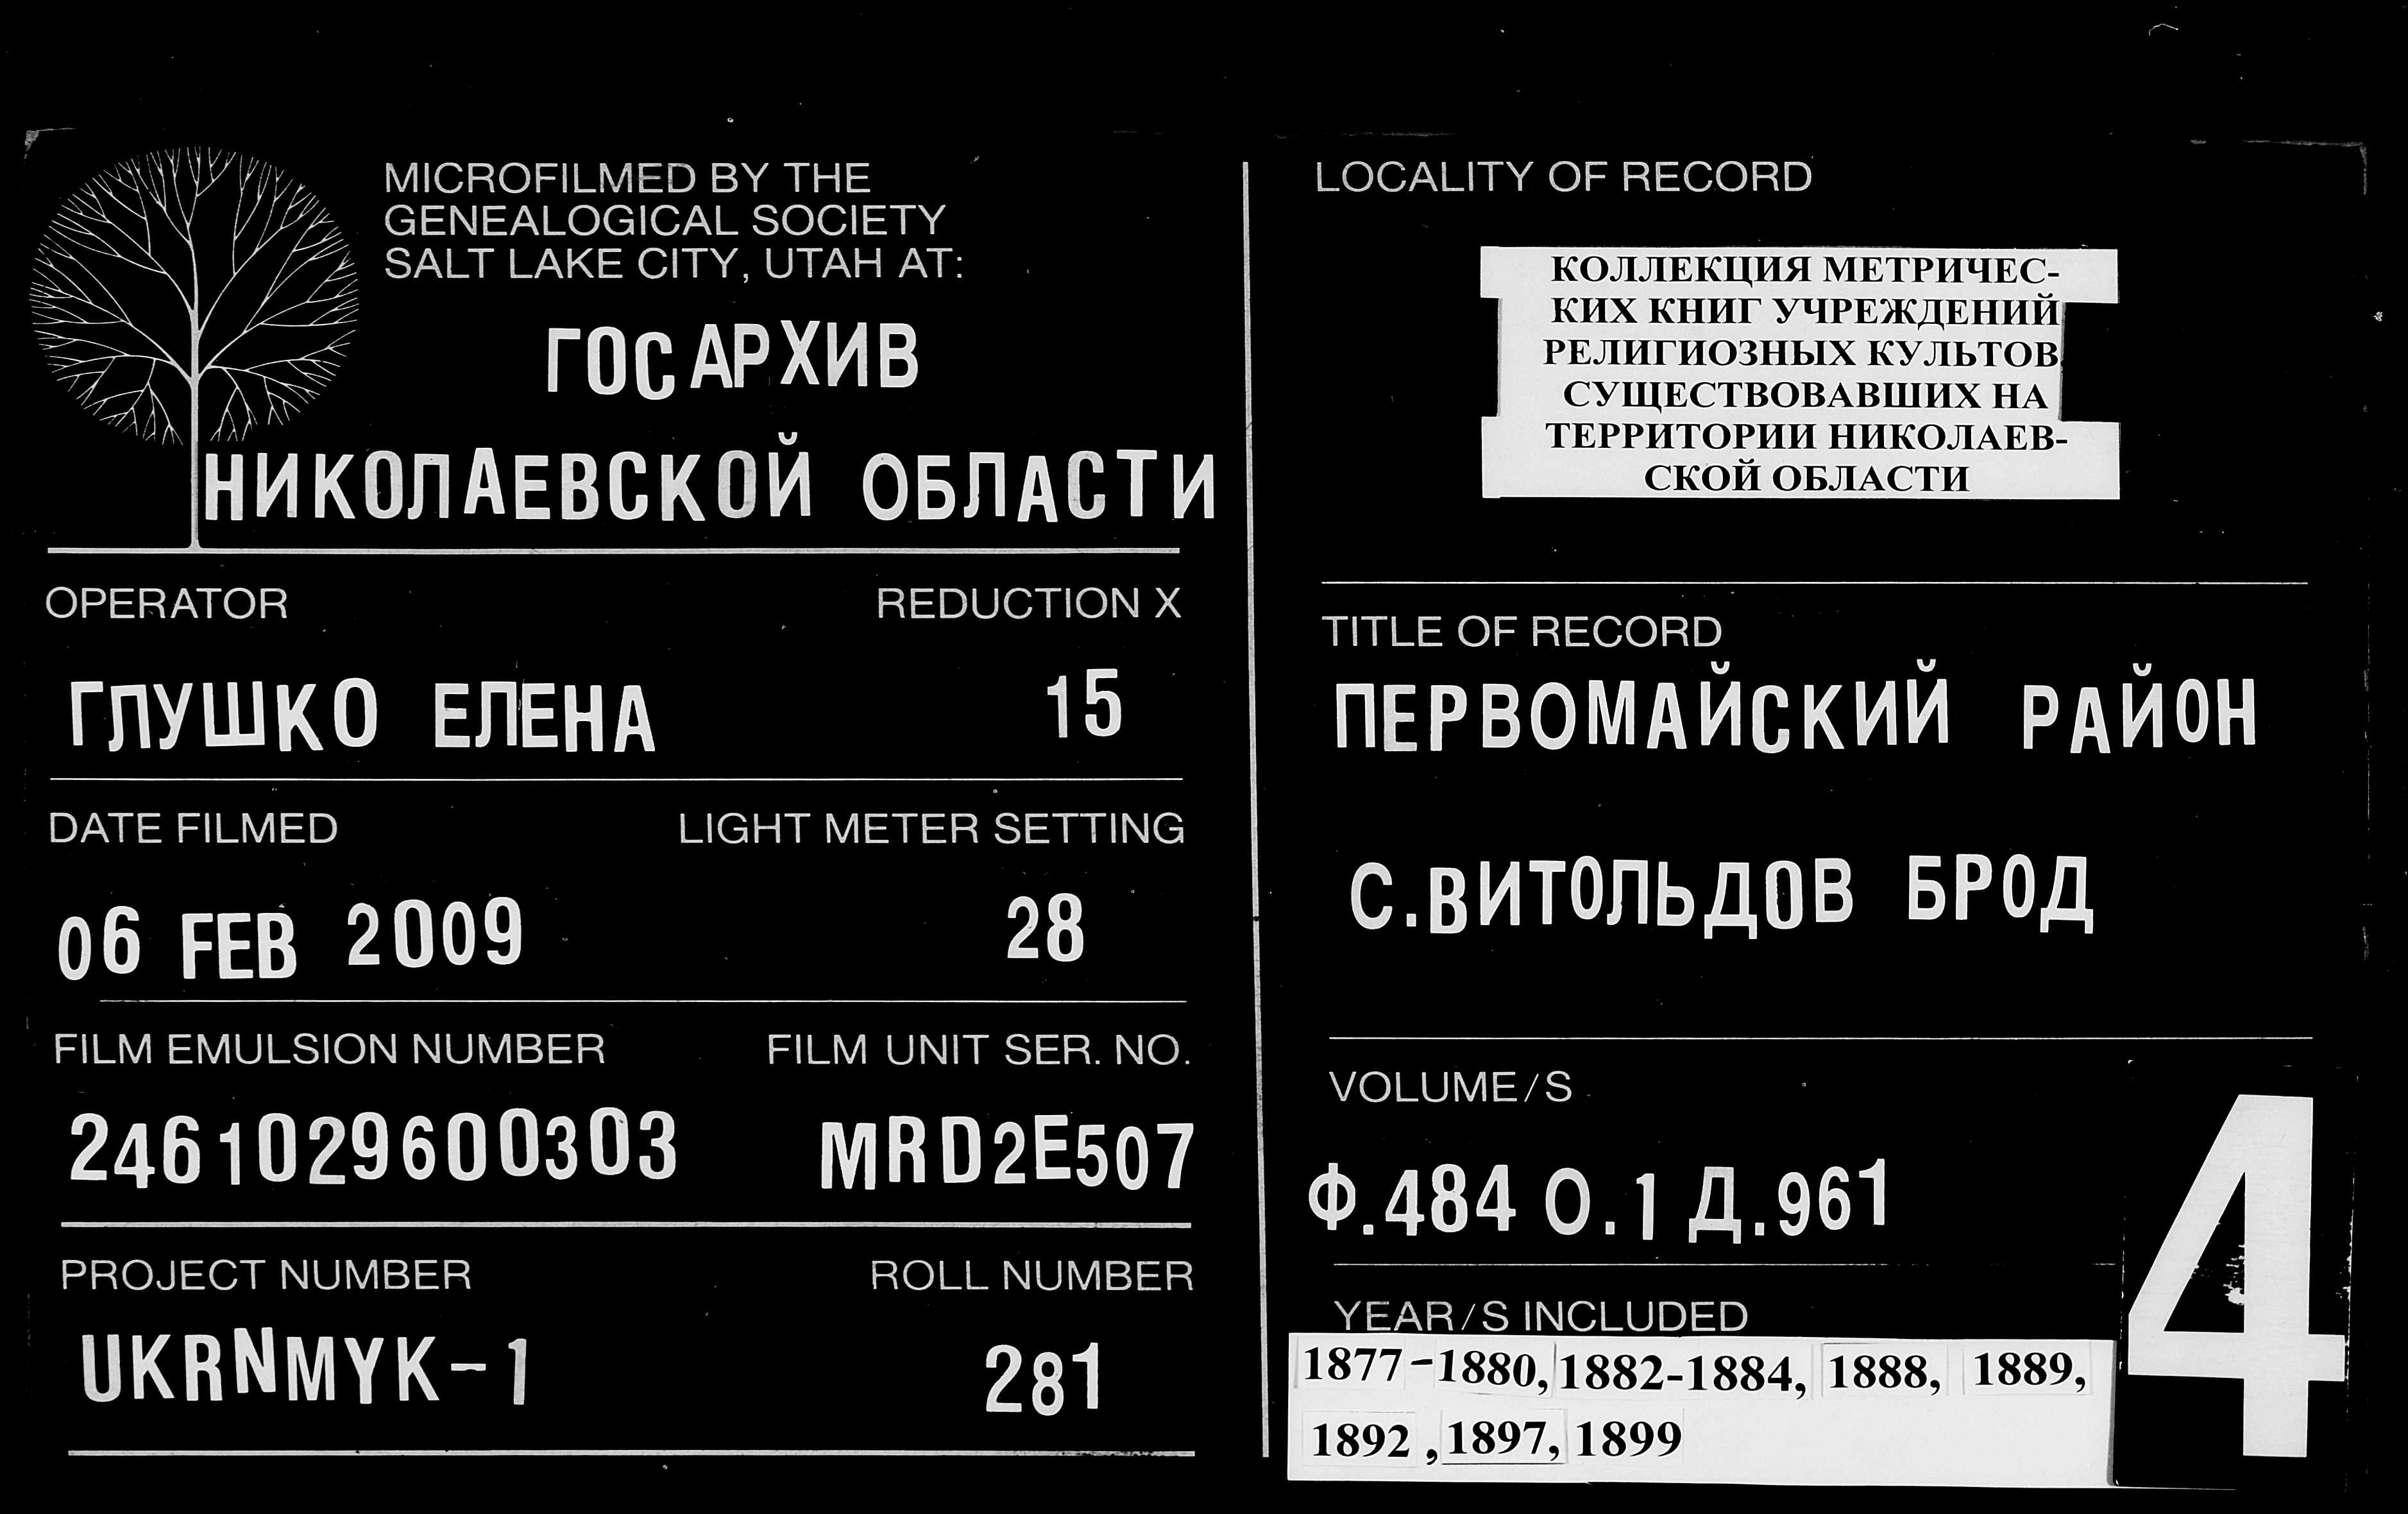 MICROFILMED BY THE
GENEALOGICAL SOCIETY
SALT LAKE CITY, UTAH AT:
ГОСАРХИВ
НИКОЛАЕВСКОЙ ОБЛАСТИ
OPERATOR REDUCTION X
ГЛУШКО ЕЛЕНА 15
DATE FILMED LIGHT METER SETTING
06 FEB 2009 28
FILM EMULSION NUMBER FILM UNIT SER. NO.
2461029600303 MRD2E507
PROJECT NUMBER ROLL NUMBER
UKRNMYK-1 281
LOCALITY OF RECORD
КОЛЛЕКЦИЯ МЕТРИЧЕС-
КИХ КНИГ УЧРЕЖДЕНИЙ
РЕЛИГИОЗНЫХ КУЛЬТОВ
СУЩЕСТВОВАВШИХ НА
ТЕРРИТОРИИ НИКОЛАЕВ-
СКОЙ ОБЛАСТИ
TITLE OF RECORD
ПЕРВОМАЙСКИЙ РАЙОН
С.ВИТОЛЬДОВ БРОД
VOLUME/S
Ф.484 О.1 Д.961
YEAR/S INCLUDED
1877-1880, 1882-1884, 1888, 1889,
1892, 1897, 1899
4